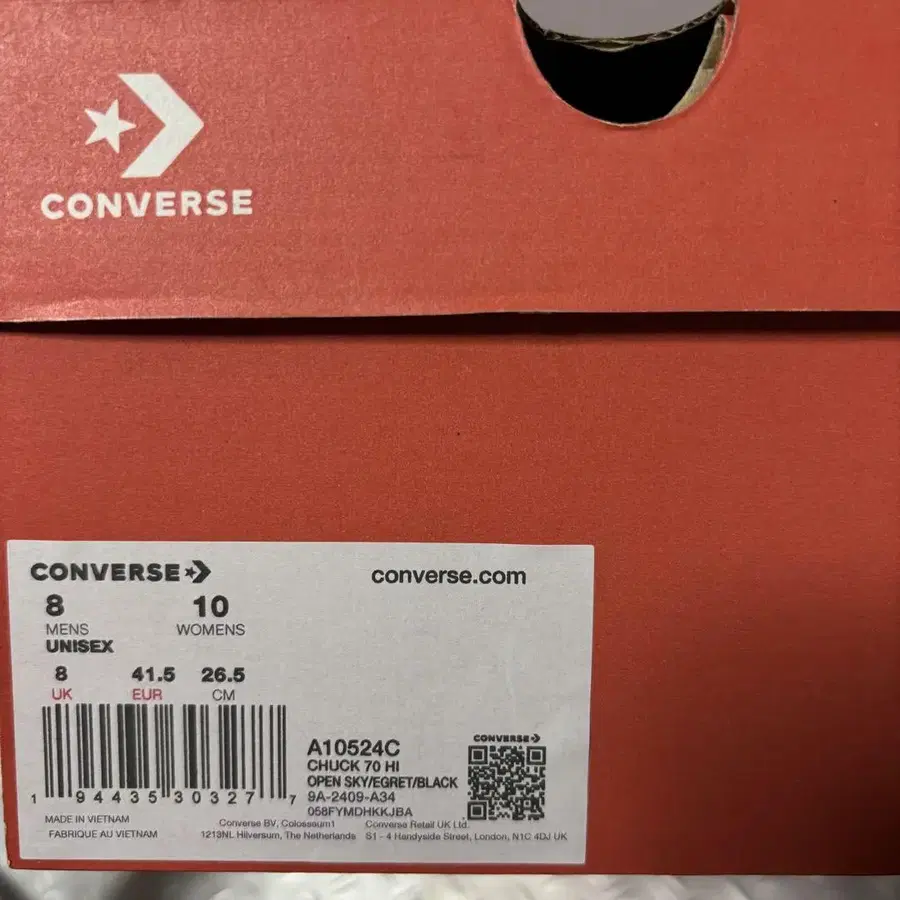 CONVERSE
CONVERSE
converse.com
8 10
MENS WOMENS
UNISEX
8 41.5 26.5
UK EUR CM
A10524C
CHUCK 70 HI
OPEN SKY/EGRET/BLACK
9A-2409-A34
058FYMDHKKJBA
CONVERSE
1 94435 30327 7
MADE IN VIETNAM
FABRIQUE AU VIETNAM
Converse BV, Colosseum1
1213NL Hilversum, The Netherlands
Converse Retail UK Ltd.
S1 - 4 Handyside Street, London, N1C 4DJ UK